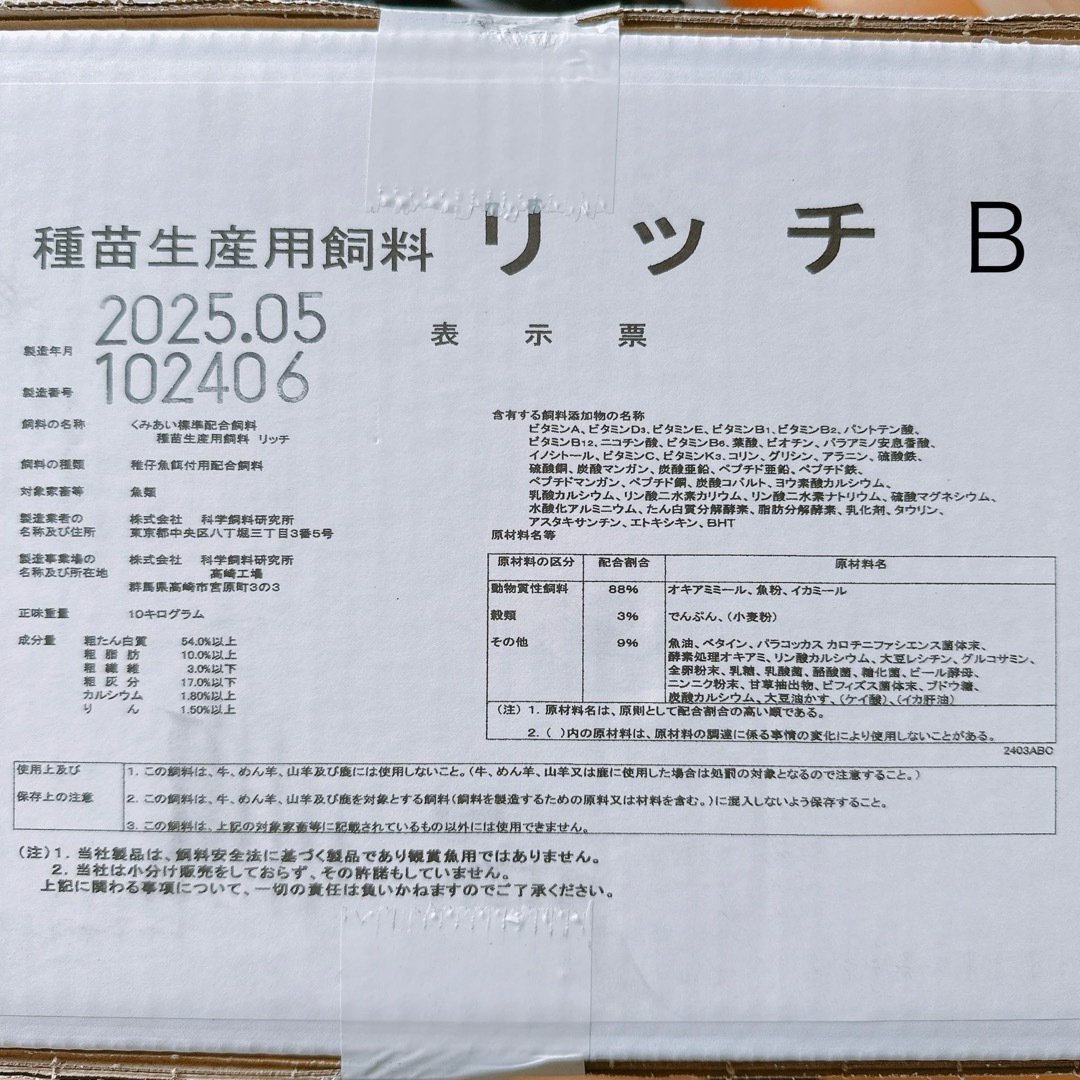 種苗生産用飼料 リッチ B
2025.05
製造年月
表示票
102406
製造番号
飼料の名称 くみあい標準配合飼料
種苗生産用飼料 リッチ
飼料の種類 稚仔魚餌付用配合飼料
対象家畜等 魚類
製造業者の 株式会社 科学飼料研究所
名称及び住所 東京都中央区八丁堀三丁目3番5号
製造事業場の 株式会社 科学飼料研究所
名称及び所在地 高崎工場
群馬県高崎市宮原町3の3
正味重量 10キログラム
成分量 粗たん白質 54.0%以上
粗脂肪 10.0%以上
粗繊維 3.0%以下
粗灰分 17.0%以下
カルシウム 1.80%以上
りん 1.50%以上
含有する飼料添加物の名称
ビタミンA、ビタミンD3、ビタミンE、ビタミンB1、ビタミンB2、パントテン酸、
ビタミンB12、ニコチン酸、ビタミンB6、葉酸、ビオチン、パラアミノ安息香酸、
イノシトール、ビタミンC、ビタミンK3、コリン、グリシン、アラニン、硫酸鉄、
硫酸銅、炭酸マンガン、炭酸亜鉛、ペプチド亜鉛、ペプチド鉄、
ペプチドマンガン、ペプチド銅、炭酸コバルト、ヨウ素酸カルシウム、
乳酸カルシウム、リン酸二水素カリウム、リン酸二水素ナトリウム、硫酸マグネシウム、
水酸化アルミニウム、たん白質分解酵素、脂肪分解酵素、乳化剤、タウリン、
アスタキサンチン、エトキシキン、BHT
原材料名等
原材料の区分 配合割合 原材料名
動物質性飼料 88% オキアミミール、魚粉、イカミール
穀類 3% でんぷん、(小麦粉)
その他 9% 魚油、ベタイン、パラコッカス カロチニファシエンス菌体末、
酵素処理オキアミ、リン酸カルシウム、大豆レシチン、グルコサミン、
全卵粉末、乳糖、乳酸菌、酪酸菌、糖化菌、ビール酵母、
ニンニク粉末、甘草抽出物、ビフィズス菌体末、ブドウ糖、
炭酸カルシウム、大豆油かす、(ケイ酸)、(イカ肝油)
(注) 1. 原材料名は、原則として配合割合の高い順である。
2. ( )内の原材料は、原材料の調達に係る事情の変化により使用しないことがある。
2403ABC
使用上及び 1. この飼料は、牛、めん羊、山羊及び鹿には使用しないこと。(牛、めん羊、山羊又は鹿に使用した場合は処罰の対象となるので注意すること。)
保存上の注意 2. この飼料は、牛、めん羊、山羊及び鹿を対象とする飼料(飼料を製造するための原料又は材料を含む。)に混入しないよう保存すること。
3. この飼料は、上記の対象家畜等に記載されているもの以外には使用できません。
(注)1. 当社製品は、飼料安全法に基づく製品であり観賞魚用ではありません。
2. 当社は小分け販売をしておらず、その許諾もしていません。
上記に関わる事項について、一切の責任は負いかねますのでご了承ください。